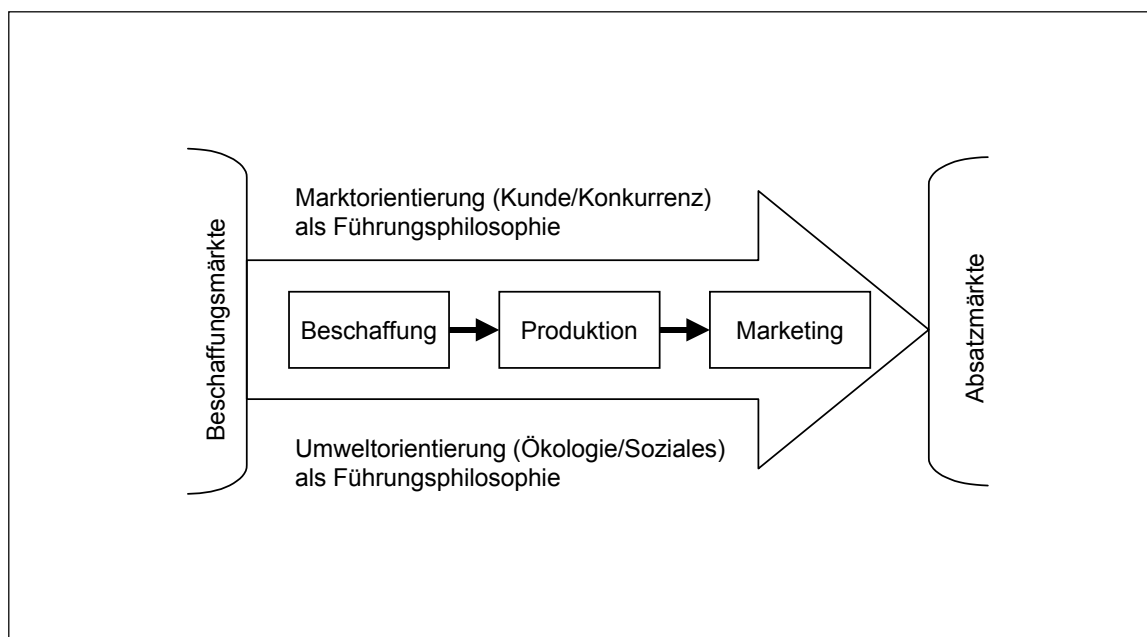 Beschaffungsmärkte
Marktorientierung (Kunde/Konkurrenz)
als Führungsphilosophie
Beschaffung
Produktion
Marketing
Umweltorientierung (Ökologie/Soziales)
als Führungsphilosophie
Absatzmärkte